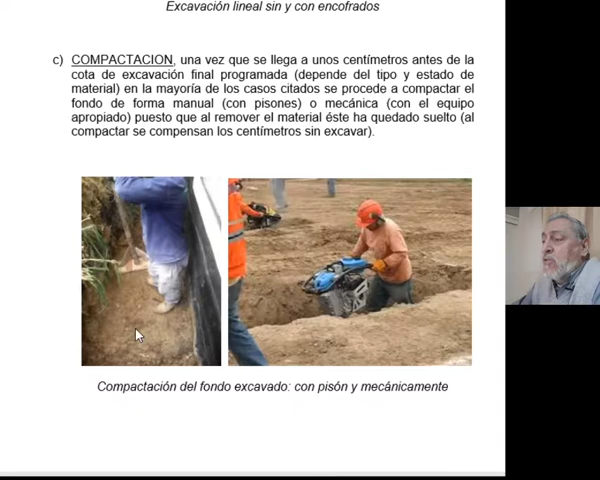 Excavación lineal sin y con encofrados
c) COMPACTACION, una vez que se llega a unos centímetros antes de la
cota de excavación final programada (depende del tipo y estado de
material) en la mayoría de los casos citados se procede a compactar el
fondo de forma manual (con pisones) o mecánica (con el equipo
apropiado) puesto que al remover el material éste ha quedado suelto (al
compactar se compensan los centímetros sin excavar).
Compactación del fondo excavado: con pisón y mecánicamente